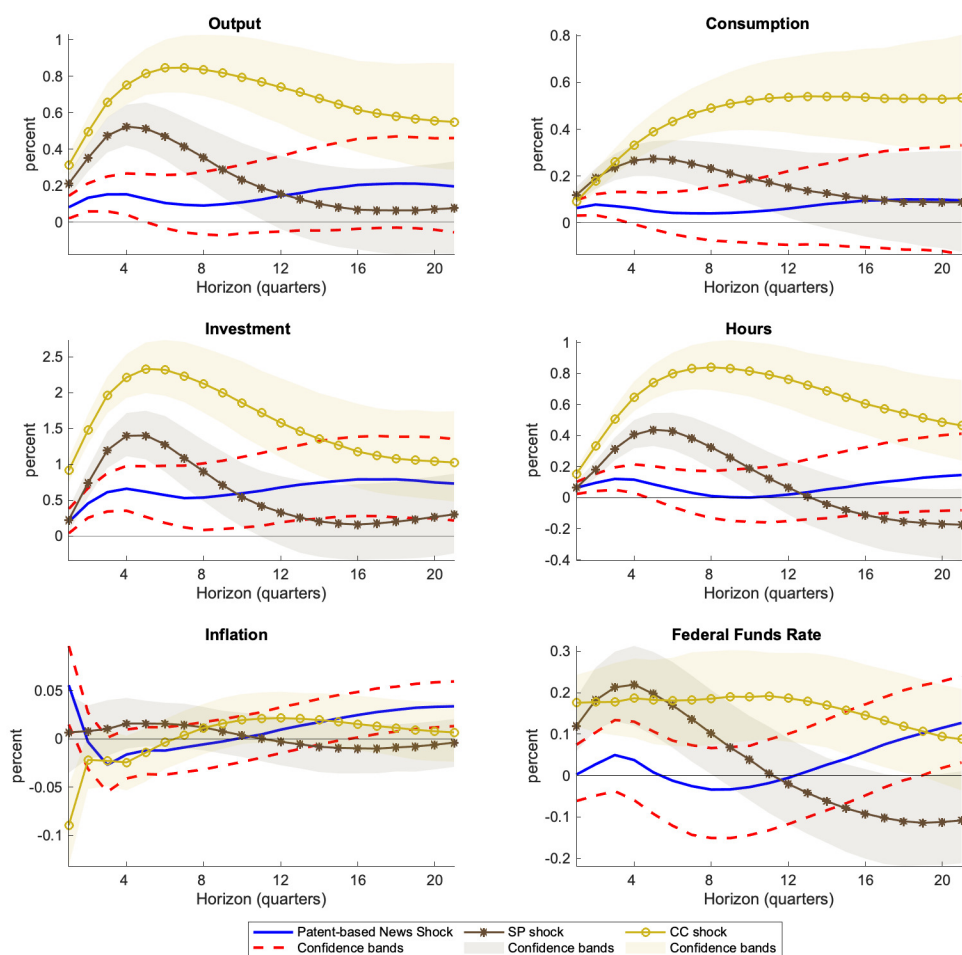 Output
percent
1
0.8
0.6
0.4
0.2
0
4 8 12 16 20
Horizon (quarters)
Consumption
percent
0.8
0.6
0.4
0.2
0
4 8 12 16 20
Horizon (quarters)
Investment
percent
2.5
2
1.5
1
0.5
0
4 8 12 16 20
Horizon (quarters)
Hours
percent
1
0.8
0.6
0.4
0.2
0
-0.2
-0.4
4 8 12 16 20
Horizon (quarters)
Inflation
percent
0.05
0
-0.05
-0.1
4 8 12 16 20
Horizon (quarters)
Federal Funds Rate
percent
0.3
0.2
0.1
0
-0.1
-0.2
4 8 12 16 20
Horizon (quarters)
Patent-based News Shock SP shock CC shock
Confidence bands Confidence bands Confidence bands